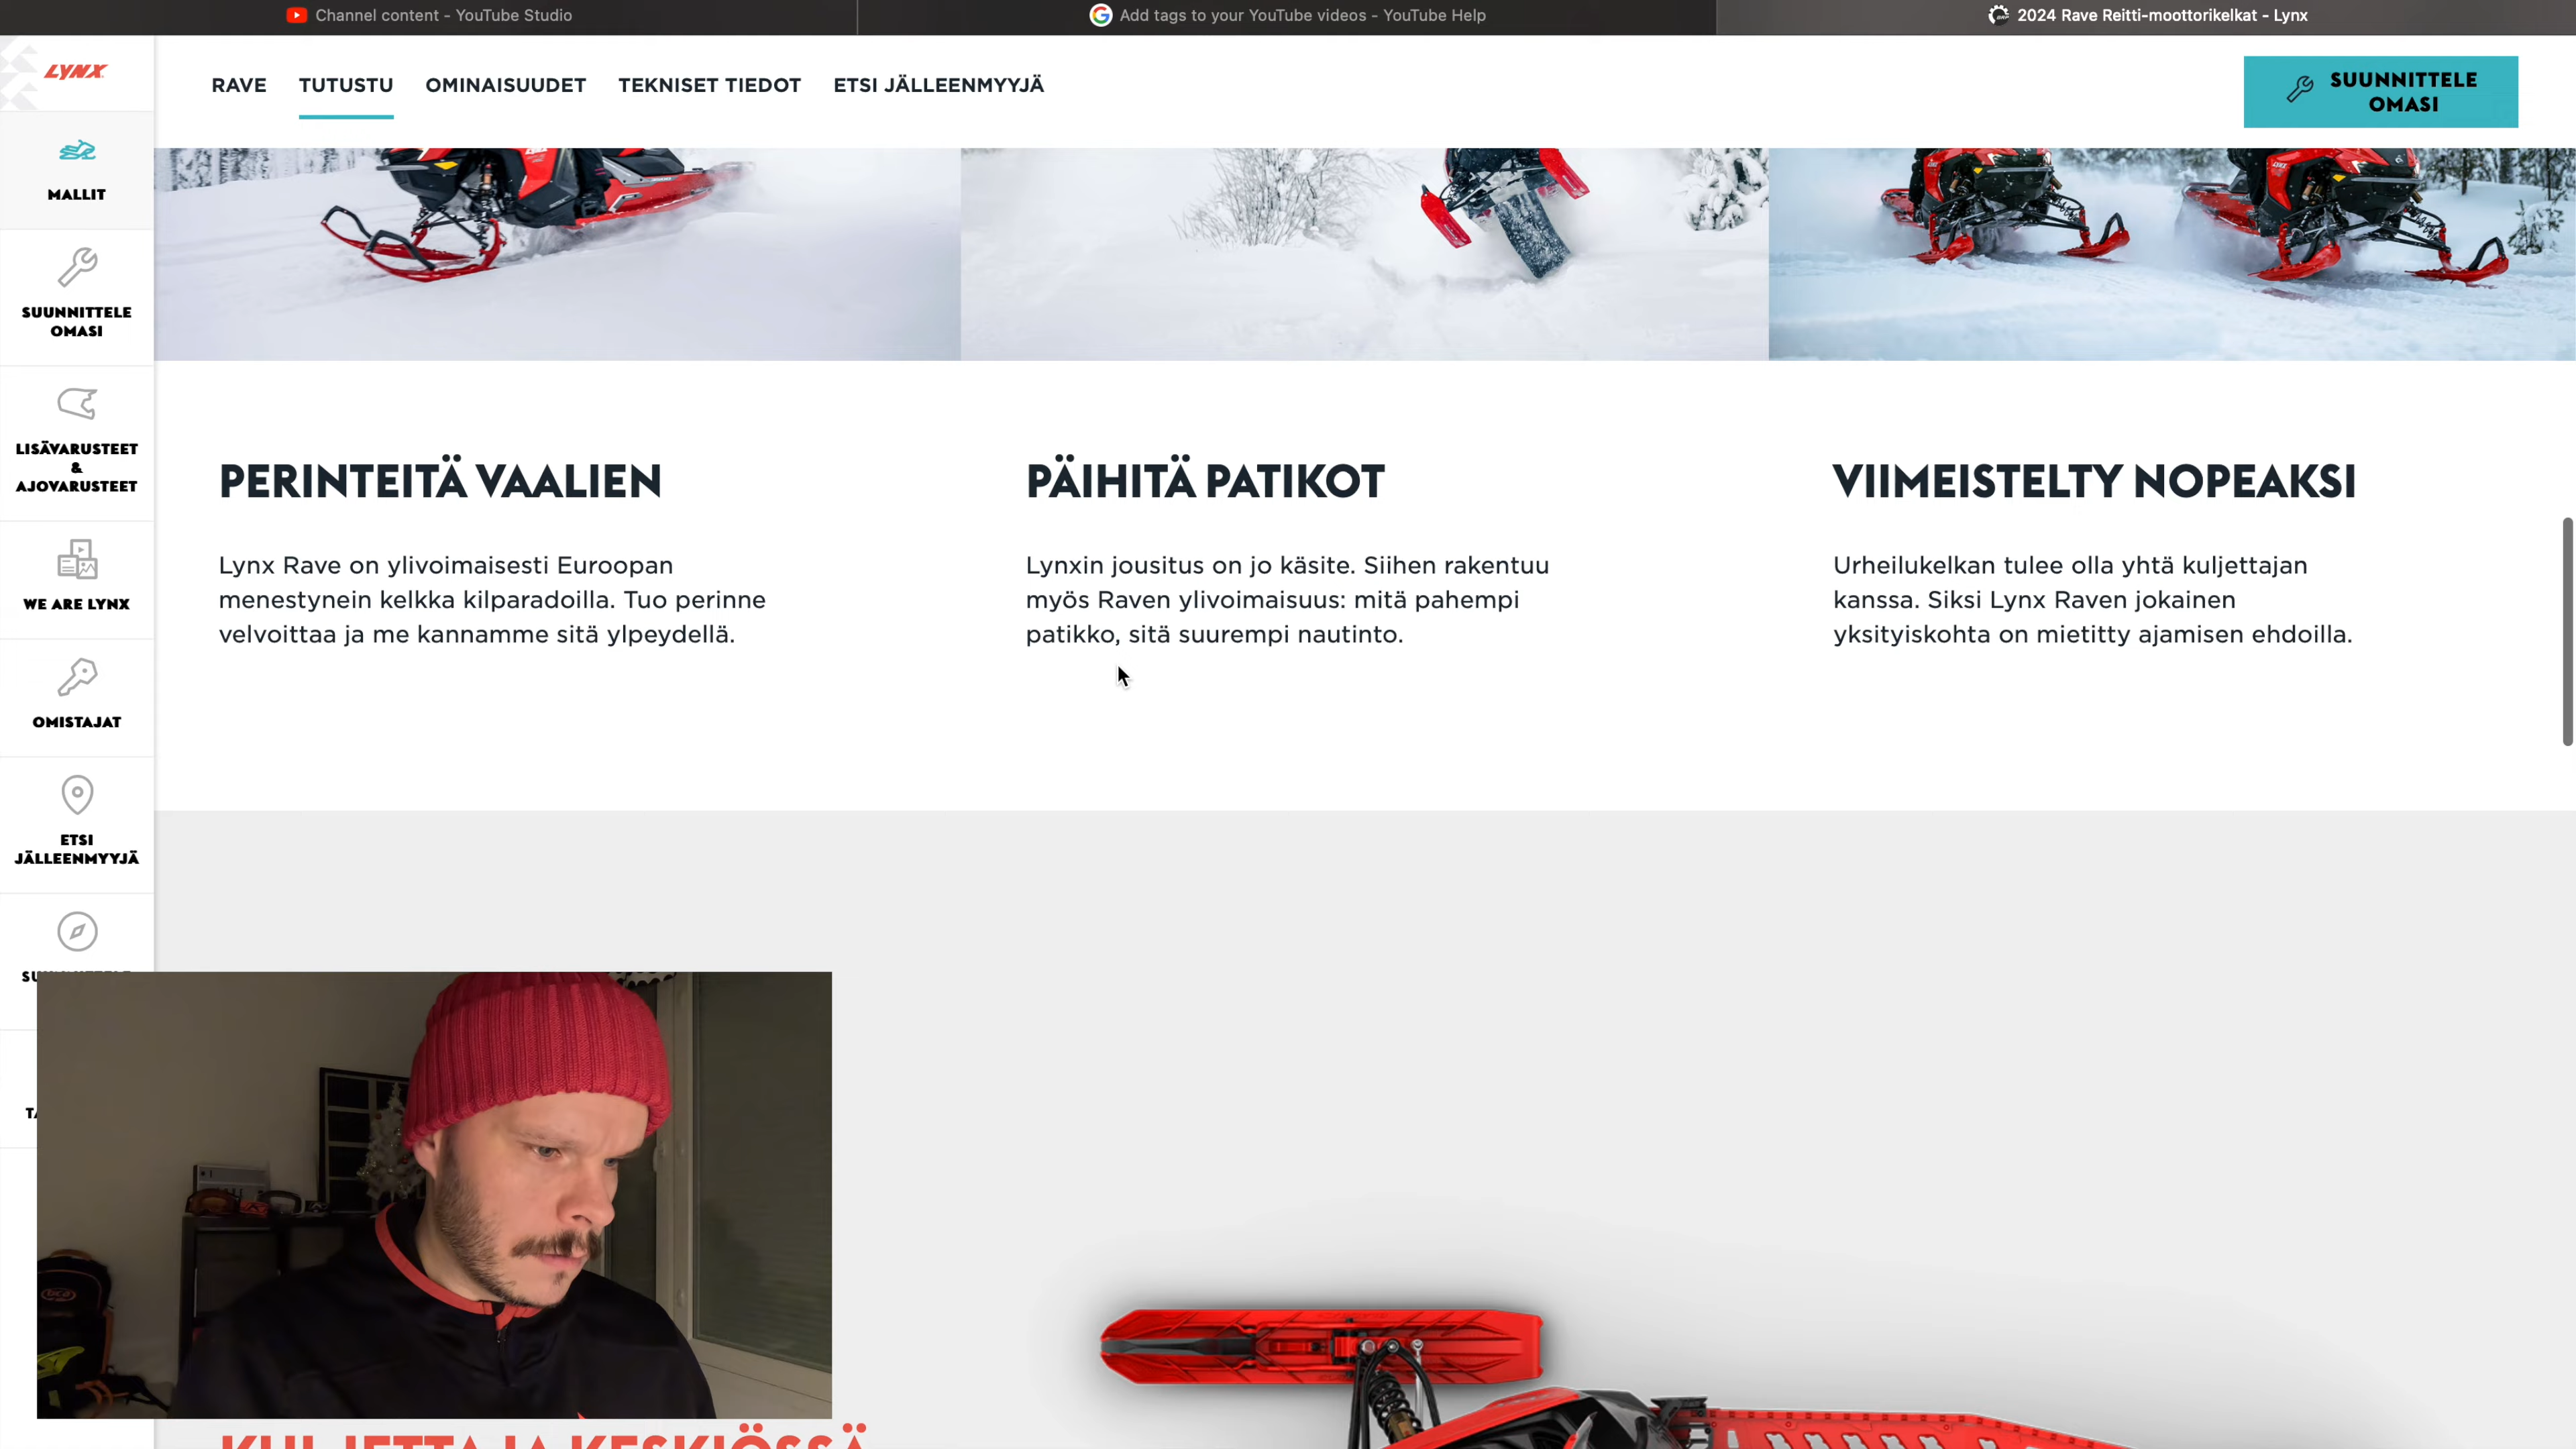 Channel content - YouTube Studio
Add tags to your YouTube videos - YouTube Help
2024 Rave Reitti-moottorikelkat - Lynx
LYNX
RAVE
TUTUSTU
OMINAISUUDET
TEKNISET TIEDOT
ETSI JÄLLEENMYYJÄ
SUUNNITTELE
OMASI
MALLIT
SUUNNITTELE
OMASI
LISÄVARUSTEET
&
AJOVARUSTEET
WE ARE LYNX
OMISTAJAT
ETSI
JÄLLEENMYYJÄ
PERINTEITÄ VAALIEN
Lynx Rave on ylivoimaisesti Euroopan
menestynein kelkka kilparadoilla. Tuo perinne
velvoittaa ja me kannamme sitä ylpeydellä.
PÄIHITÄ PATIKOT
Lynxin jousitus on jo käsite. Siihen rakentuu
myös Raven ylivoimaisuus: mitä pahempi
patikko, sitä suurempi nautinto.
VIIMEISTELTY NOPEAKSI
Urheilukelkan tulee olla yhtä kuljettajan
kanssa. Siksi Lynx Raven jokainen
yksityiskohta on mietitty ajamisen ehdoilla.
KULJETTAJA KESKIÖSSÄ